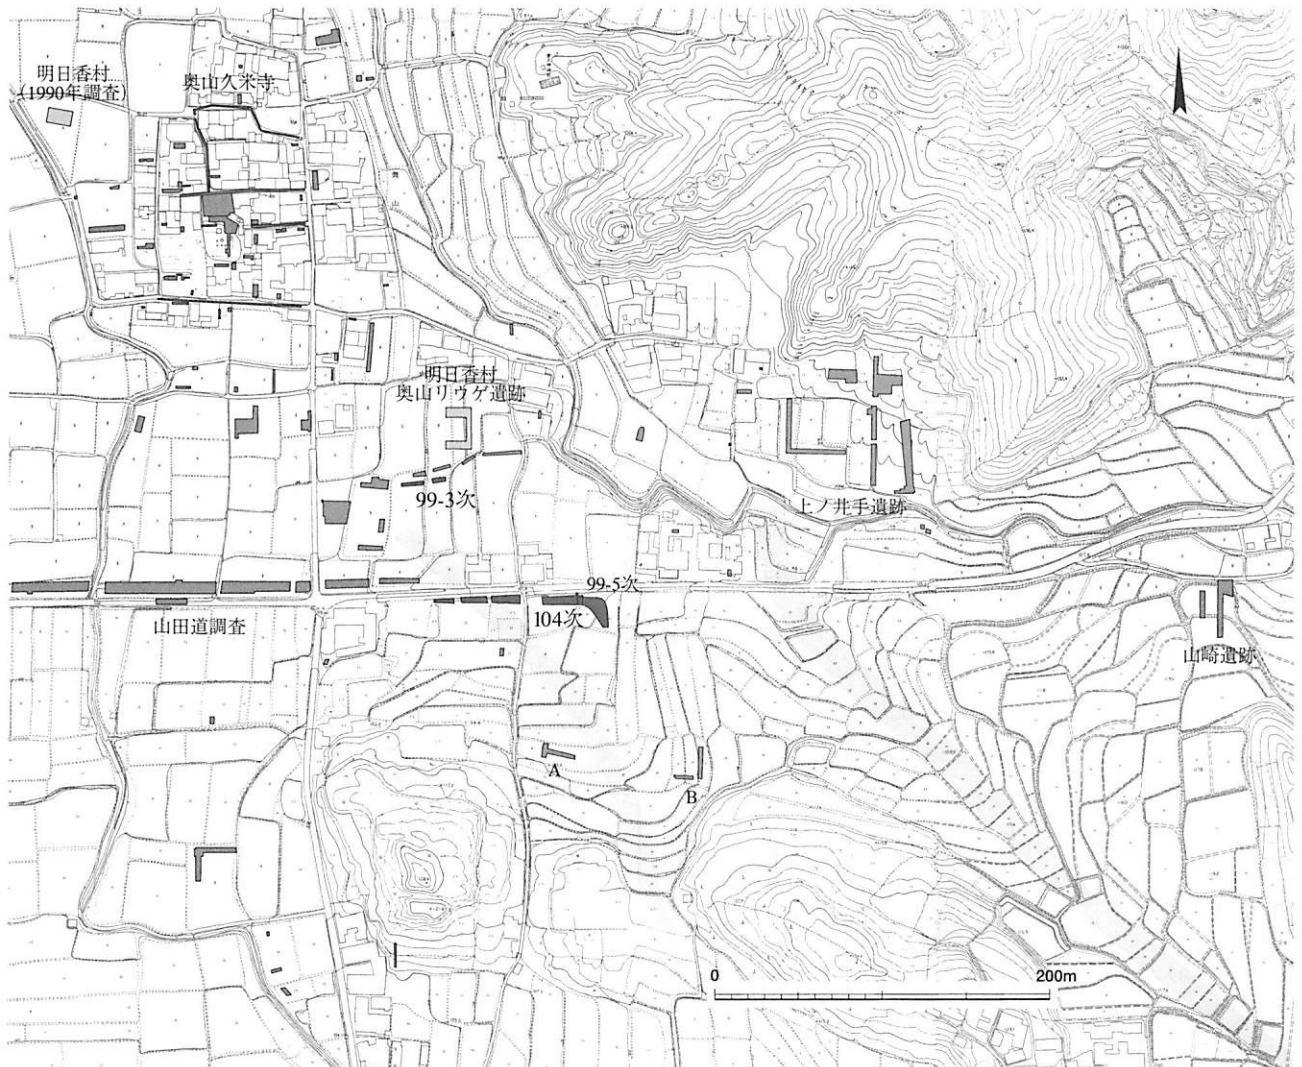 明日香村
(1990年調査)
奥山久米寺
明日香村
奥山リウゲ遺跡
99-3次
上ノ井手遺跡
99-5次
104次
山田道調査
山崎遺跡
A
B
0
200m